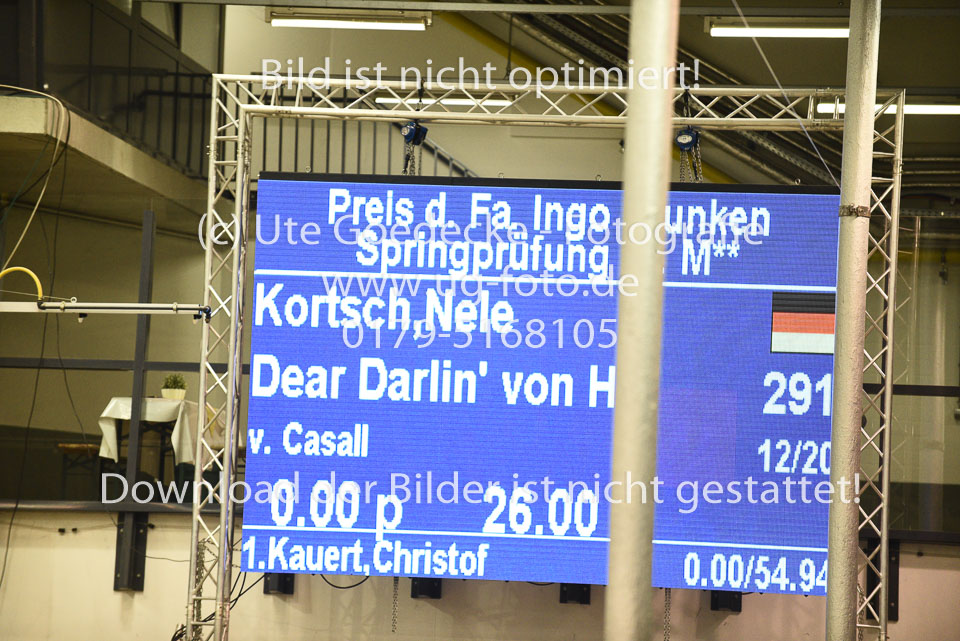 Bild ist nicht optimiert!
Preis d. Fa. Ingo unken
(c) Ute Goedecke
Springprüfung M**
www.ug-foto.de
Kortsch,Nele
0179-5168105
Dear Darlin' von H 291
v. Casall 12/20
Download der Bilder ist nicht gestattet!
0.00 p 26.00
1.Kauert,Christof 0.00/54.94